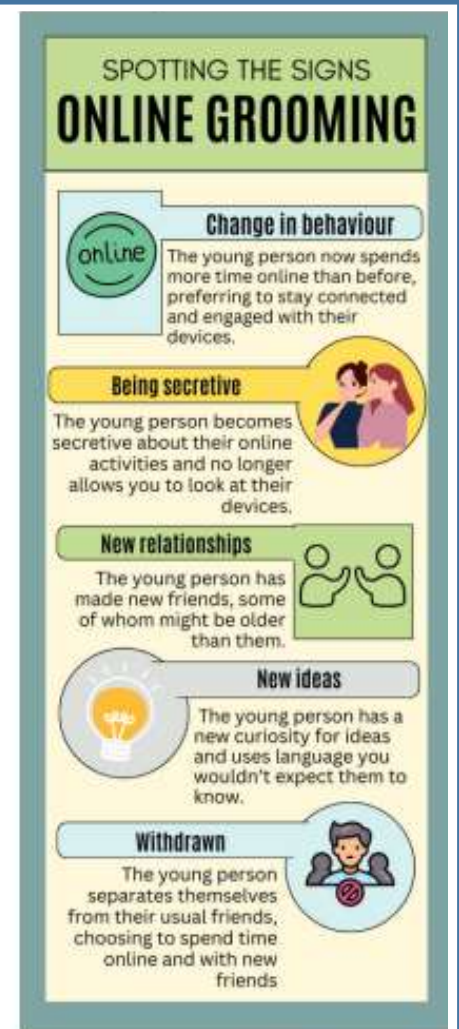 SPOTTING THE SIGNS
ONLINE GROOMING
Change in behaviour
online
The young person now spends
more time online than before,
preferring to stay connected
and engaged with their
devices.
Being secretive
The young person becomes
secretive about their online
activities and no longer
allows you to look at their
devices.
New relationships
The young person has
made new friends, some
of whom might be older
than them.
New ideas
The young person has a
new curiosity for ideas
and uses language you
wouldn't expect them to
know.
Withdrawn
The young person
separates themselves
from their usual friends,
choosing to spend time
online and with new
friends